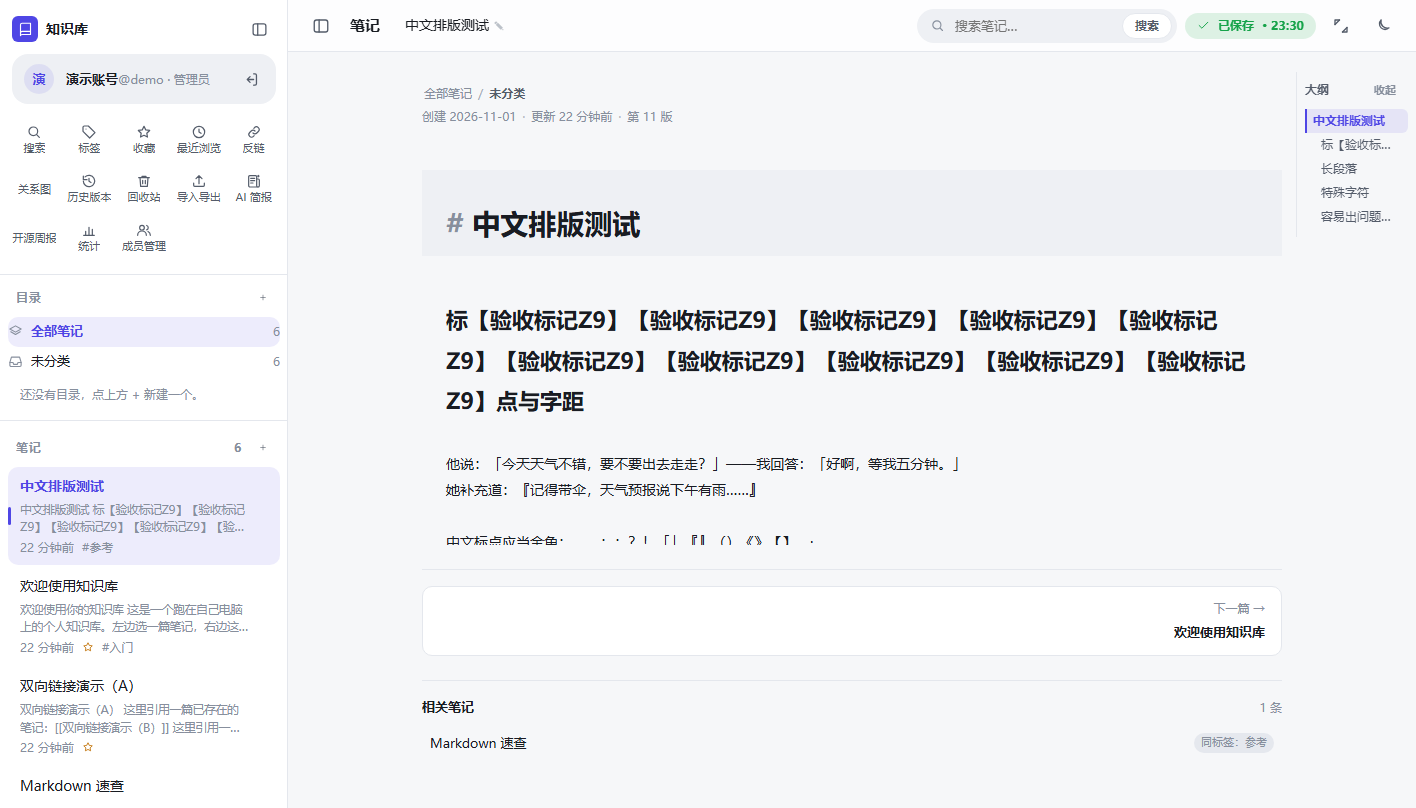 知识库
演
演示账号@demo · 管理员
搜索
标签
收藏
最近浏览
反链
关系图
历史版本
回收站
导入导出
AI 简报
开源周报
统计
成员管理
目录
+
全部笔记
6
未分类
6
还没有目录，点上方 + 新建一个。
笔记
6
+
中文排版测试
中文排版测试 标【验收标记Z9】【验收标记
Z9】【验收标记Z9】【验收标记Z9】【验...
22 分钟前 #参考
欢迎使用知识库
欢迎使用你的知识库 这是一个跑在自己电脑
上的个人知识库。左边选一篇笔记，右边这...
22 分钟前 #入门
双向链接演示（A）
双向链接演示（A） 这里引用一篇已存在的
笔记：[[双向链接演示（B）]] 这里引用一...
22 分钟前
Markdown 速查
笔记
中文排版测试
搜索笔记...
搜索
已保存 • 23:30
全部笔记 / 未分类
创建 2026-11-01 · 更新 22 分钟前 · 第 11 版
# 中文排版测试
标【验收标记Z9】【验收标记Z9】【验收标记Z9】【验收标记Z9】【验收标记
Z9】【验收标记Z9】【验收标记Z9】【验收标记Z9】【验收标记Z9】【验收标记
Z9】点与字距
他说：「今天天气不错，要不要出去走走？」——我回答：「好啊，等我五分钟。」
她补充道：『记得带伞，天气预报说下午有雨……』
中文标点应当全角：
下一篇 →
欢迎使用知识库
相关笔记
1 条
Markdown 速查
同标签：参考
大纲
收起
中文排版测试
标【验收标...
长段落
特殊字符
容易出问题...